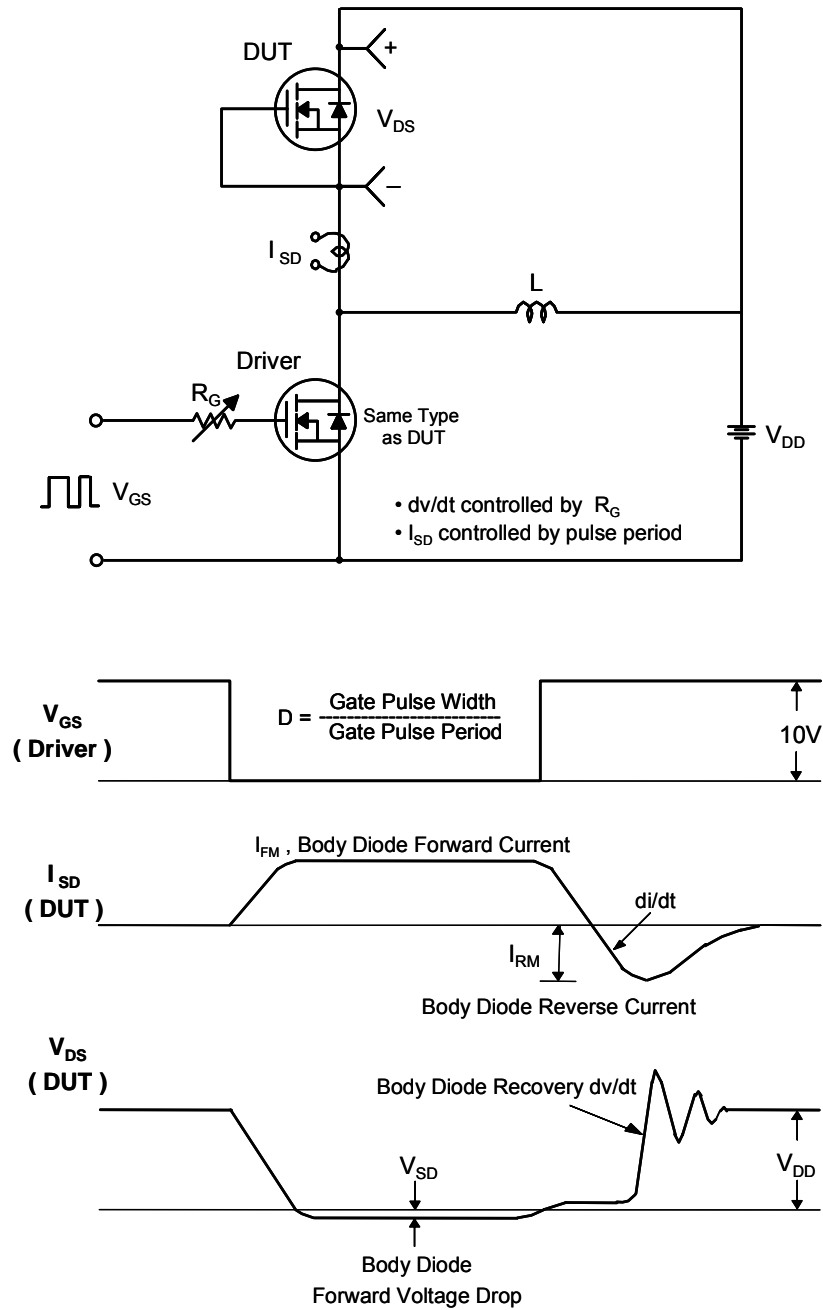 DUT
+
V_DS
−
I_SD
L
Driver
R_G
Same Type
as DUT
V_DD
V_GS
• dv/dt controlled by R_G
• I_SD controlled by pulse period
V_GS
( Driver )
D = Gate Pulse Width
Gate Pulse Period
10V
I_FM , Body Diode Forward Current
I_SD
( DUT )
di/dt
I_RM
Body Diode Reverse Current
V_DS
( DUT )
Body Diode Recovery dv/dt
V_SD
V_DD
Body Diode
Forward Voltage Drop